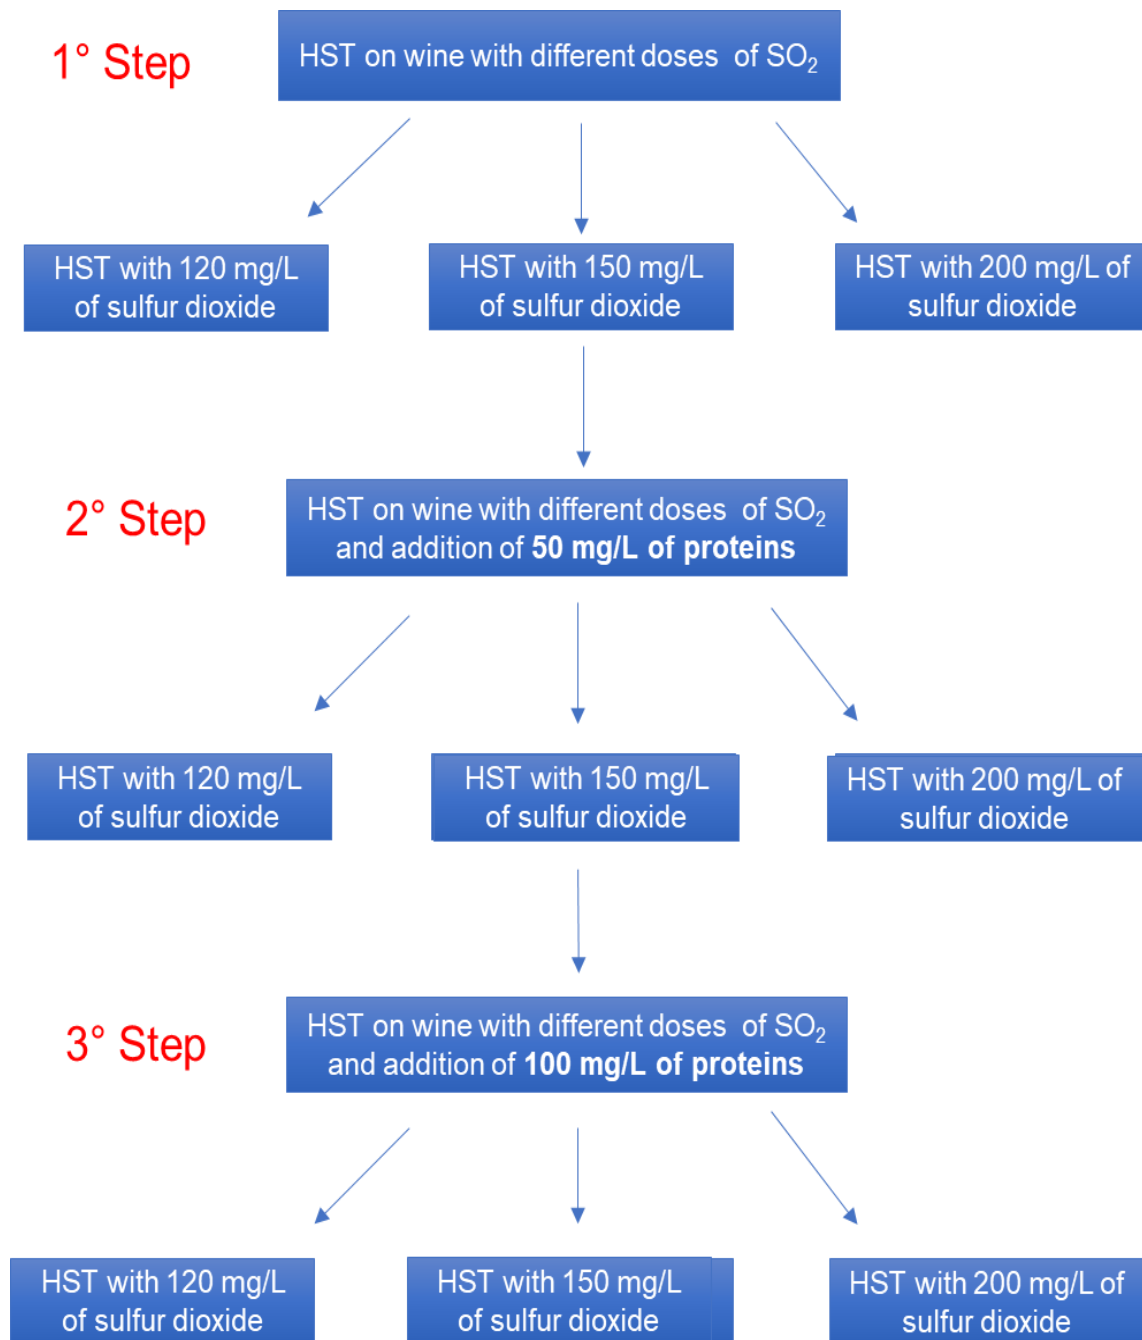 1° Step
HST on wine with different doses of SO₂
HST with 120 mg/L
of sulfur dioxide
HST with 150 mg/L
of sulfur dioxide
HST with 200 mg/L of
sulfur dioxide
2° Step
HST on wine with different doses of SO₂
and addition of 50 mg/L of proteins
HST with 120 mg/L
of sulfur dioxide
HST with 150 mg/L
of sulfur dioxide
HST with 200 mg/L of
sulfur dioxide
3° Step
HST on wine with different doses of SO₂
and addition of 100 mg/L of proteins
HST with 120 mg/L
of sulfur dioxide
HST with 150 mg/L
of sulfur dioxide
HST with 200 mg/L of
sulfur dioxide